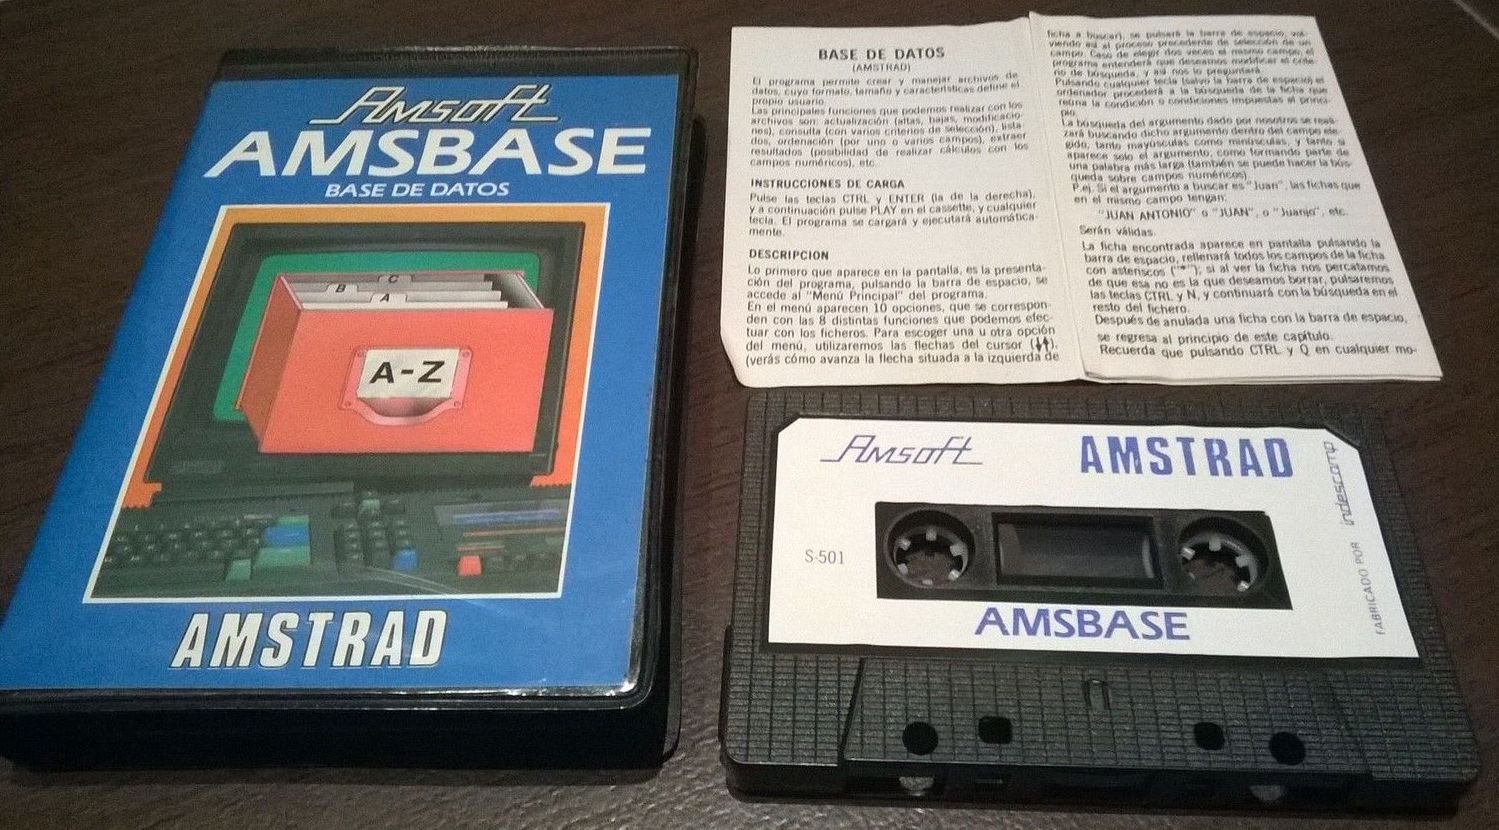 Amsoft
AMSBASE
BASE DE DATOS
C
B
A
A-Z
AMSTRAD
BASE DE DATOS
(AMSTRAD)
El programa permite crear y manejar archivos de
datos, cuyo formato, tamaño y características define el
propio usuario.
Las principales funciones que podemos realizar con los
archivos son: actualización (altas, bajas, modificacio-
nes), consulta (con varios criterios de selección), lista-
dos, ordenación (por uno o varios campos), extraer
resultados (posibilidad de realizar cálculos con los
campos numéricos), etc.
INSTRUCCIONES DE CARGA
Pulse las teclas CTRL y ENTER (la de la derecha),
y a continuación pulse PLAY en el cassette, y cualquier
tecla. El programa se cargará y ejecutará automática-
mente.
DESCRIPCION
Lo primero que aparece en la pantalla, es la presenta-
ción del programa, pulsando la barra de espacio, se
accede al "Menú Principal" del programa.
En el menú aparecen 10 opciones, que se correspon-
den con las 8 distintas funciones que podemos efec-
tuar con los ficheros. Para escoger una u otra opción
del menú, utilizaremos las flechas del cursor (↓↑).
(verás cómo avanza la flecha situada a la izquierda de
ficha a buscar), se pulsará la barra de espacio, vol-
viendo así al proceso precedente de selección de un
campo. Caso de elegir dos veces el mismo campo, el
programa entenderá que deseamos modificar el crite-
rio de búsqueda, y así nos lo preguntará.
Pulsando cualquier tecla (salvo la barra de espacio) el
ordenador procederá a la búsqueda de la ficha que
reúna la condición o condiciones impuestas al princi-
pio.
La búsqueda del argumento dado por nosotros se reali-
zará buscando dicho argumento dentro del campo ele-
gido, tanto mayúsculas como minúsculas, y tanto si
aparece solo el argumento, como formando parte de
una palabra más larga (también se puede hacer la bús-
queda sobre campos numéricos).
P.ej. Si el argumento a buscar es "Juan", las fichas que
en el mismo campo tengan:
"JUAN ANTONIO" o "JUAN", o "Juanjo", etc.
Serán válidas.
La ficha encontrada aparece en pantalla pulsando la
barra de espacio, rellenará todos los campos de la ficha
con asteriscos ("*"); si al ver la ficha nos percatamos
de que esa no es la que deseamos borrar, pulsaremos
las teclas CTRL y N, y continuará con la búsqueda en el
resto del fichero.
Después de anulada una ficha con la barra de espacio,
se regresa al principio de este capítulo.
Recuerda que pulsando CTRL y Q en cualquier mo-
Amsoft
AMSTRAD
S-501
AMSBASE
FABRICADO POR indescomp